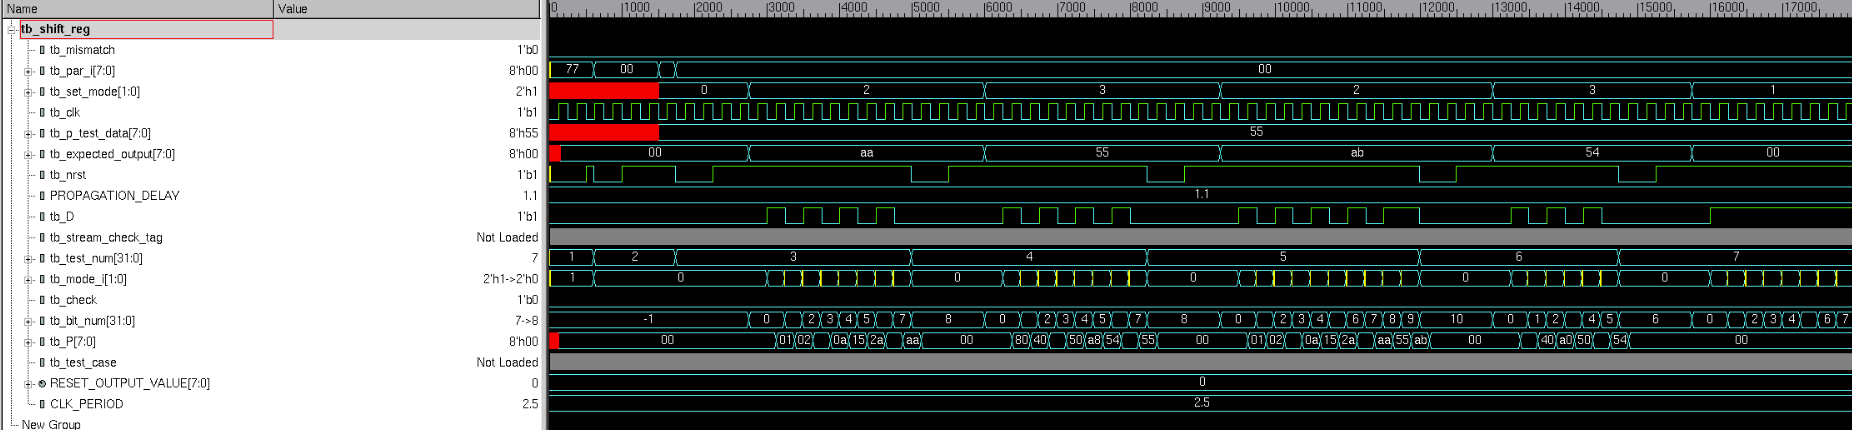 Name Value 0 1000 2000 3000 4000 5000 6000 7000 8000 9000 10000 11000 12000 13000 14000 15000 16000 17000
tb_shift_reg
tb_mismatch 1'b0
tb_par_i[7:0] 8'h00 77 00 00
tb_set_mode[1:0] 2'h1 0 2 3 2 3 1
tb_clk 1'b1
tb_p_test_data[7:0] 8'h55 55
tb_expected_output[7:0] 8'h00 00 aa 55 ab 54 00
tb_nrst 1'b1
PROPAGATION_DELAY 1.1 1.1
tb_D 1'b1
tb_stream_check_tag Not Loaded
tb_test_num[31:0] 7 1 2 3 4 5 6 7
tb_mode_i[1:0] 2'h1->2'h0 1 0 0 0 0 0
tb_check 1'b0
tb_bit_num[31:0] 7->8 -1 0 2 3 4 5 7 8 0 2 3 4 5 7 8 0 2 3 4 6 7 8 9 10 0 1 2 4 5 6 0 2 3 4 6 7
tb_P[7:0] 8'h00 00 01 02 0a 15 2a aa 00 80 40 50 a8 54 55 00 01 02 0a 15 2a aa 55 ab 00 40 a0 50 54 00
tb_test_case Not Loaded
RESET_OUTPUT_VALUE[7:0] 0 0
CLK_PERIOD 2.5 2.5
New Group